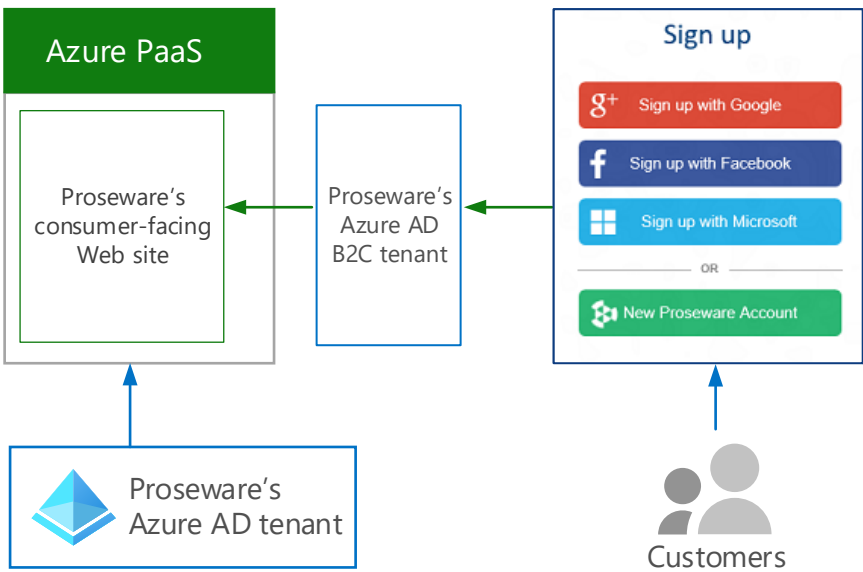 Azure PaaS
Proseware's
consumer-facing
Web site
Proseware's
Azure AD
B2C tenant
Sign up
g+ Sign up with Google
f Sign up with Facebook
Sign up with Microsoft
OR
New Proseware Account
Proseware's
Azure AD tenant
Customers